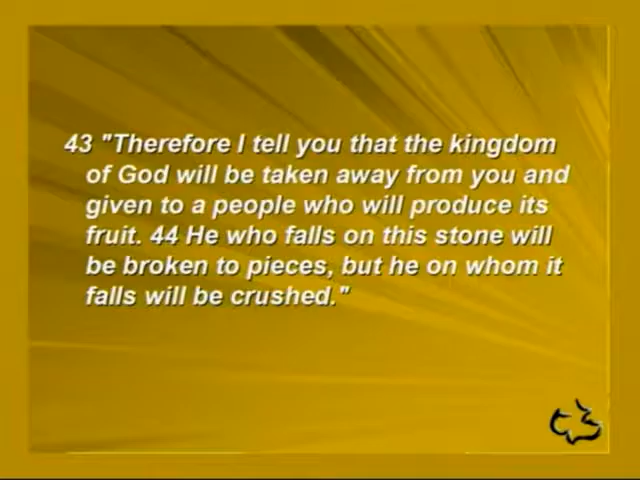 43 "Therefore I tell you that the kingdom
of God will be taken away from you and
given to a people who will produce its
fruit. 44 He who falls on this stone will
be broken to pieces, but he on whom it
falls will be crushed."